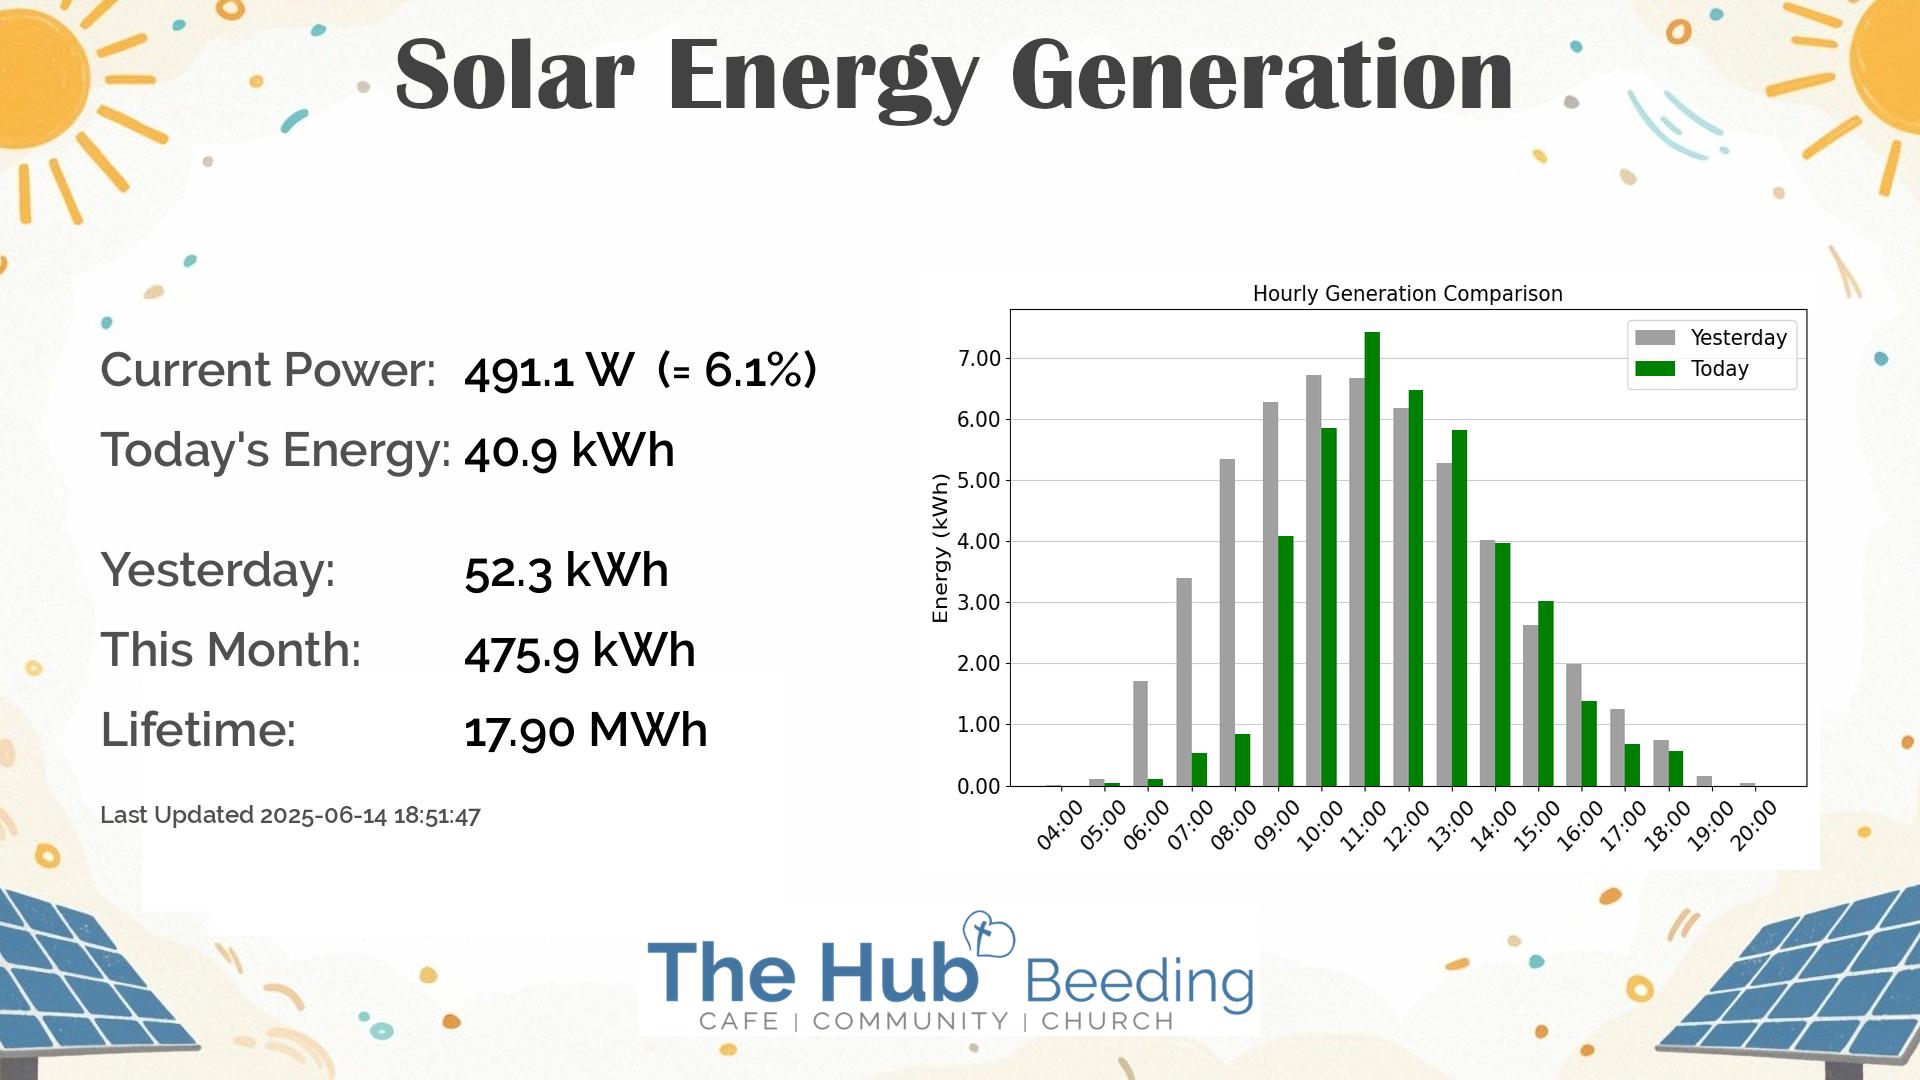 Solar Energy Generation
Current Power: 491.1 W (= 6.1%)
Today's Energy: 40.9 kWh
Yesterday: 52.3 kWh
This Month: 475.9 kWh
Lifetime: 17.90 MWh
Last Updated 2025-06-14 18:51:47
Hourly Generation Comparison
Yesterday
Today
Energy (kWh)
7.00
6.00
5.00
4.00
3.00
2.00
1.00
0.00
04:00 05:00 06:00 07:00 08:00 09:00 10:00 11:00 12:00 13:00 14:00 15:00 16:00 17:00 18:00 19:00 20:00
The Hub Beeding
CAFE | COMMUNITY | CHURCH